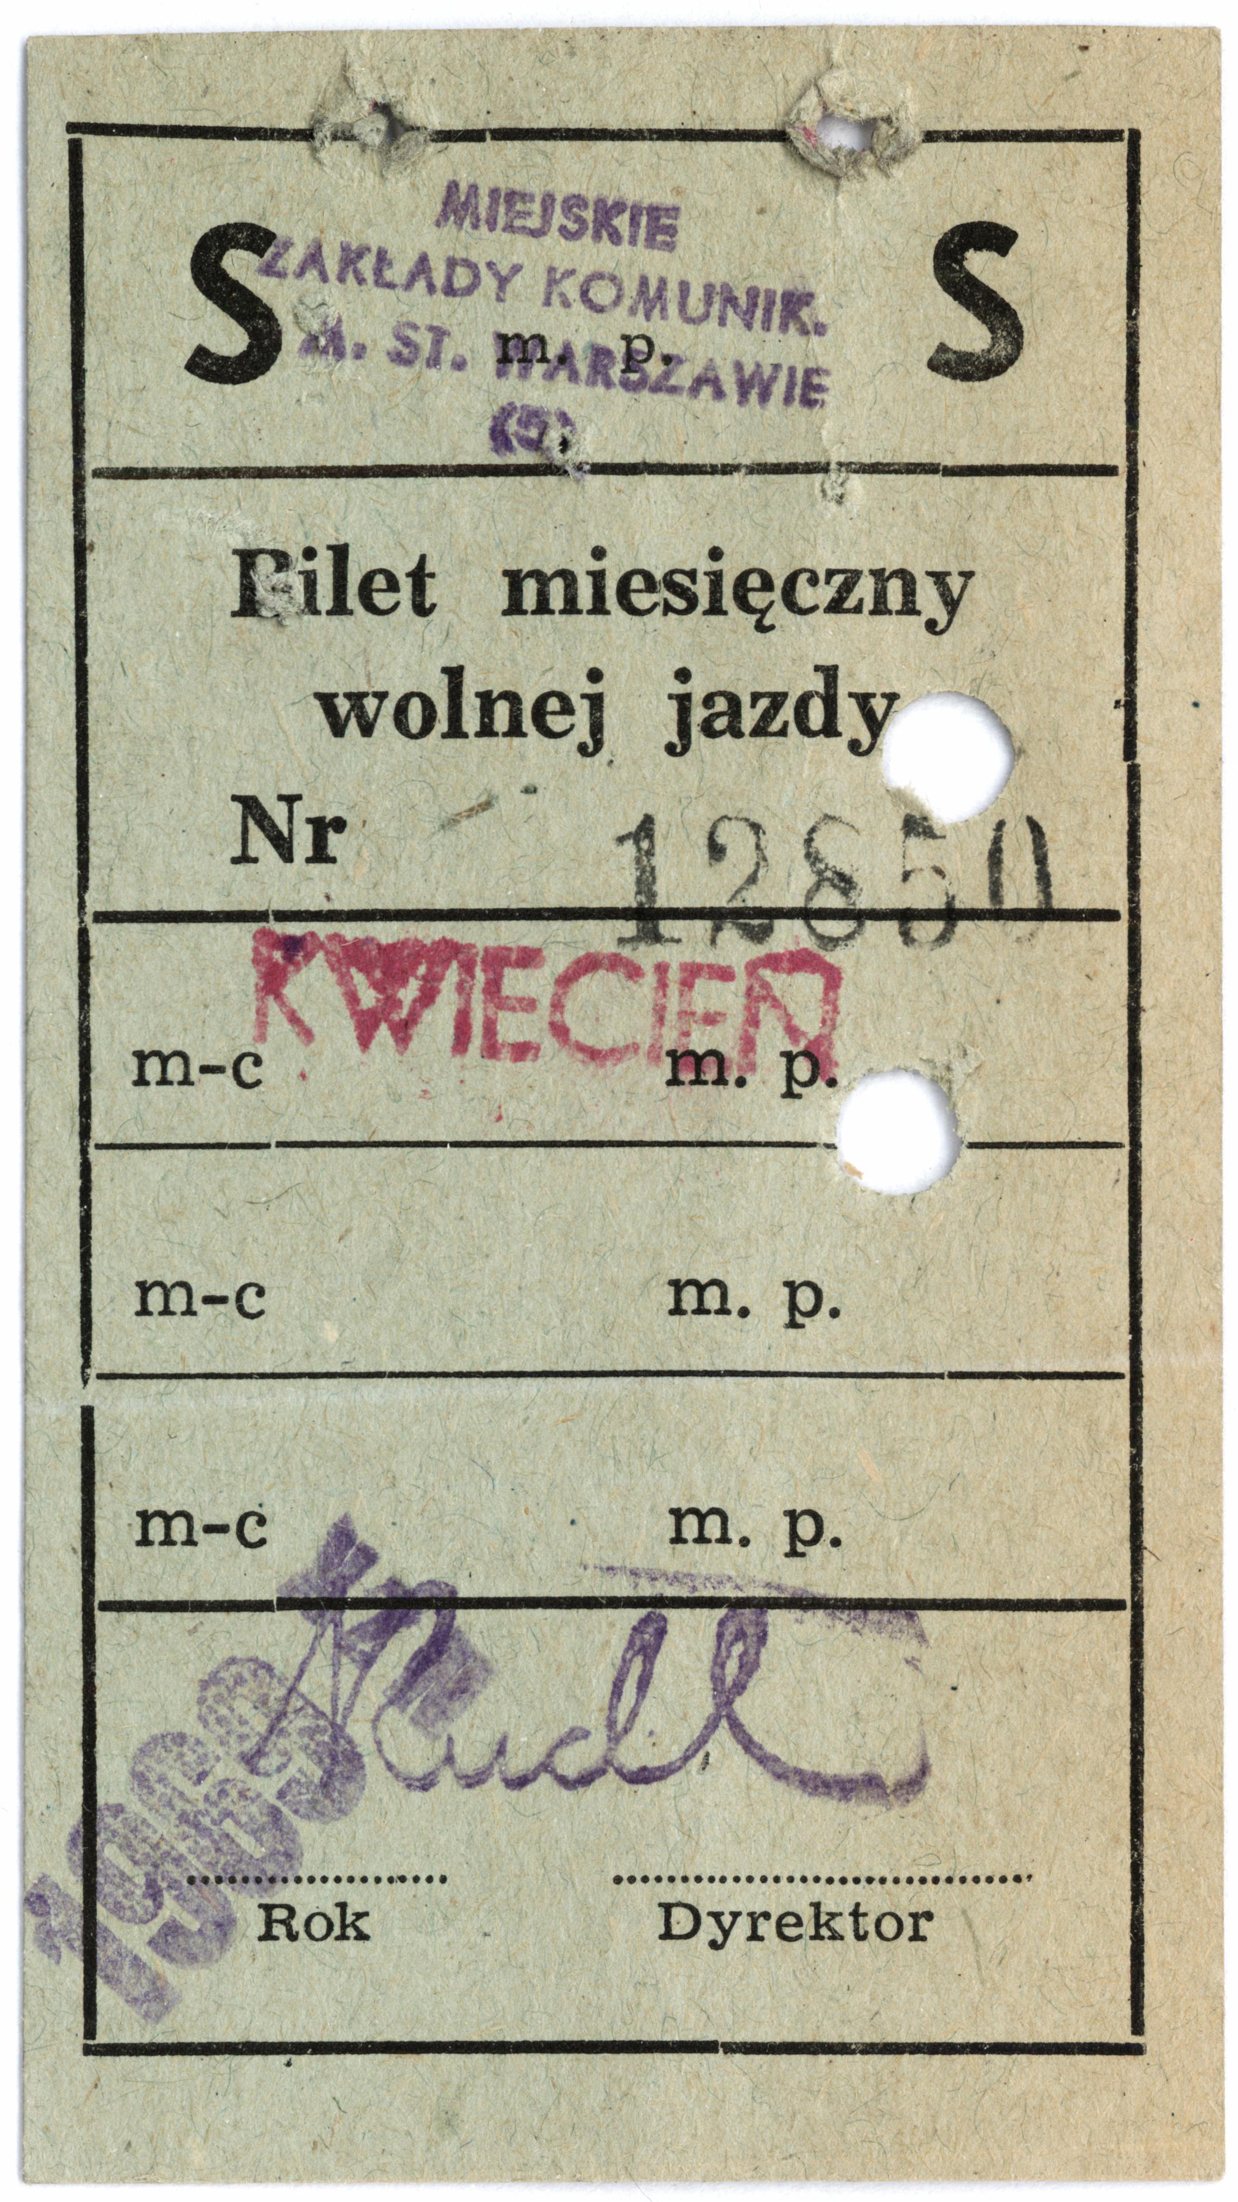 MIEJSKIE
ZAKŁADY KOMUNIK.
S M. ST. WARSZAWIE S
m. p.
(5)
Bilet miesięczny
wolnej jazdy
Nr 12850
KWIECIEŃ
m-c m. p.
m-c m. p.
m-c m. p.
Rok Dyrektor